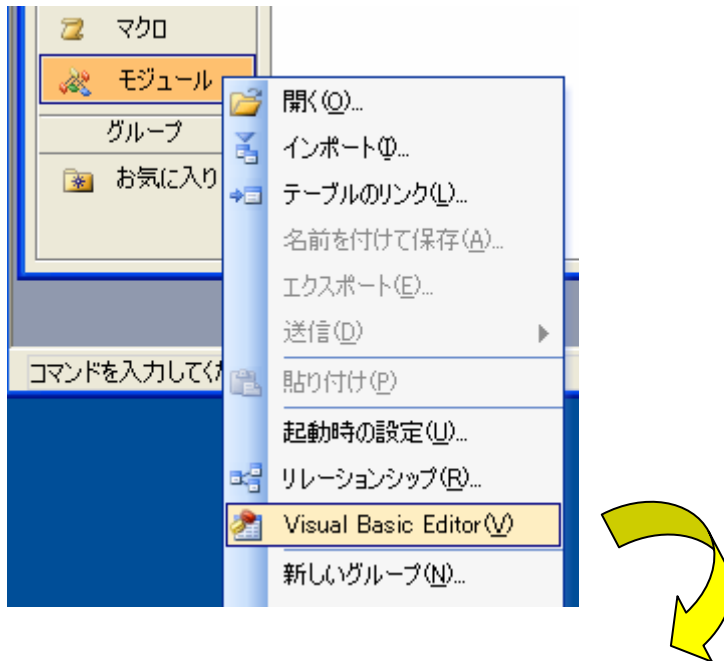 マクロ
モジュール
グループ
お気に入り
コマンドを入力してくだ
開く(O)...
インポート(I)...
テーブルのリンク(L)...
名前を付けて保存(A)...
エクスポート(E)...
送信(D)
貼り付け(P)
起動時の設定(U)...
リレーションシップ(R)...
Visual Basic Editor(V)
新しいグループ(N)...